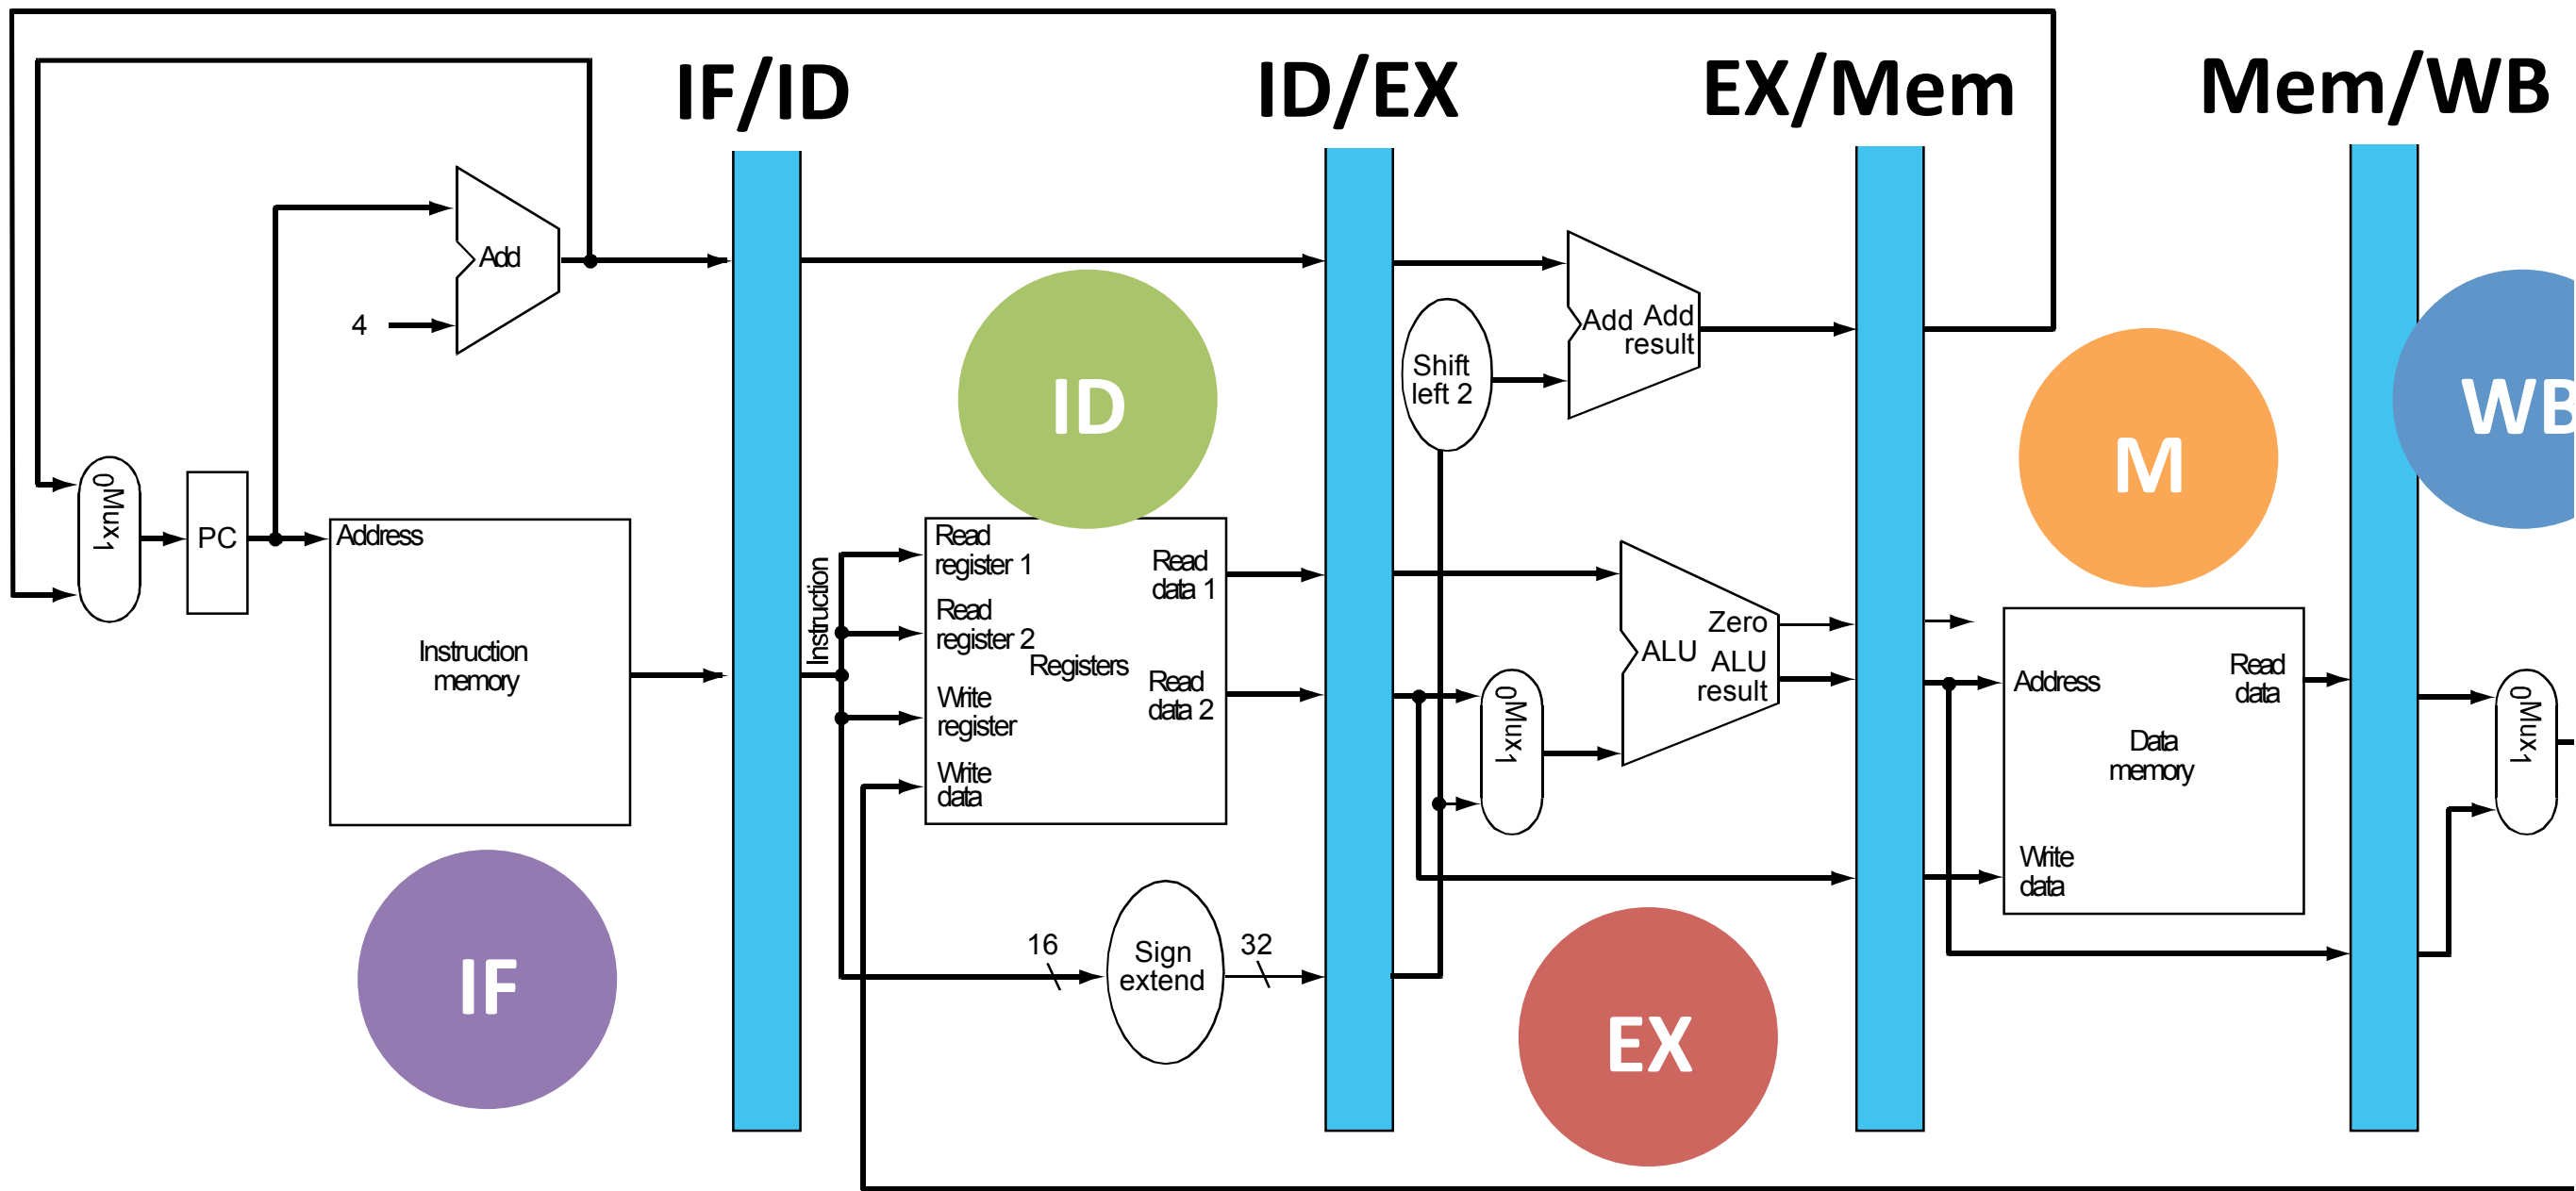 IF/ID
ID/EX
EX/Mem
Mem/WB
Add
4
0
Mux
1
PC
Address
Instruction
memory
IF
Instruction
ID
Read
register 1
Read
register 2
Write
register
Write
data
Registers
Read
data 1
Read
data 2
16
Sign
extend
32
Shift
left 2
Add
Add
result
0
Mux
1
ALU
Zero
ALU
result
EX
M
Address
Read
data
Data
memory
Write
data
WB
0
Mux
1